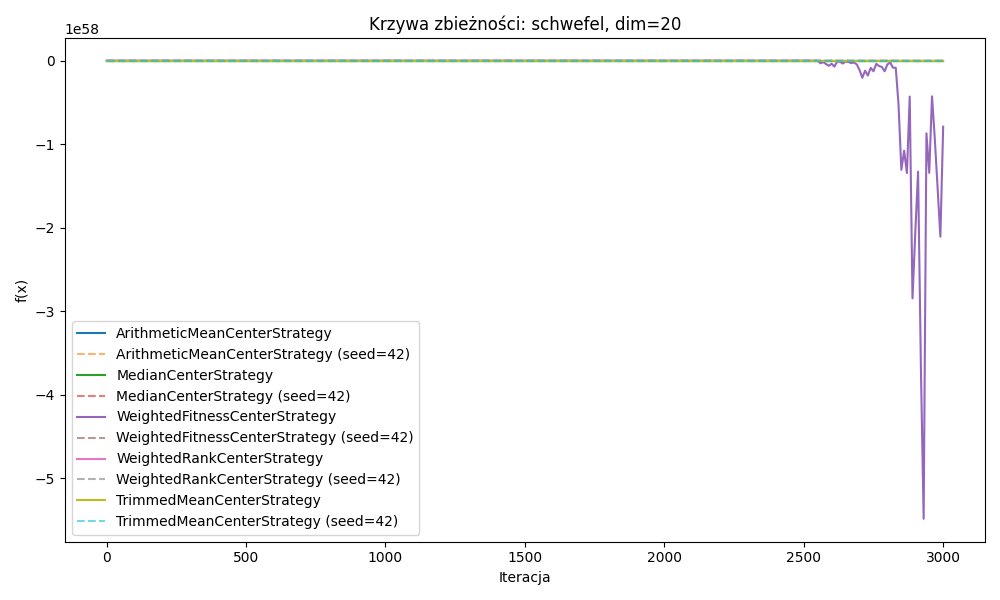 Krzywa zbieżności: schwefel, dim=20
1e58
0
−1
−2
−3
−4
−5
f(x)
ArithmeticMeanCenterStrategy
ArithmeticMeanCenterStrategy (seed=42)
MedianCenterStrategy
MedianCenterStrategy (seed=42)
WeightedFitnessCenterStrategy
WeightedFitnessCenterStrategy (seed=42)
WeightedRankCenterStrategy
WeightedRankCenterStrategy (seed=42)
TrimmedMeanCenterStrategy
TrimmedMeanCenterStrategy (seed=42)
0 500 1000 1500 2000 2500 3000
Iteracja